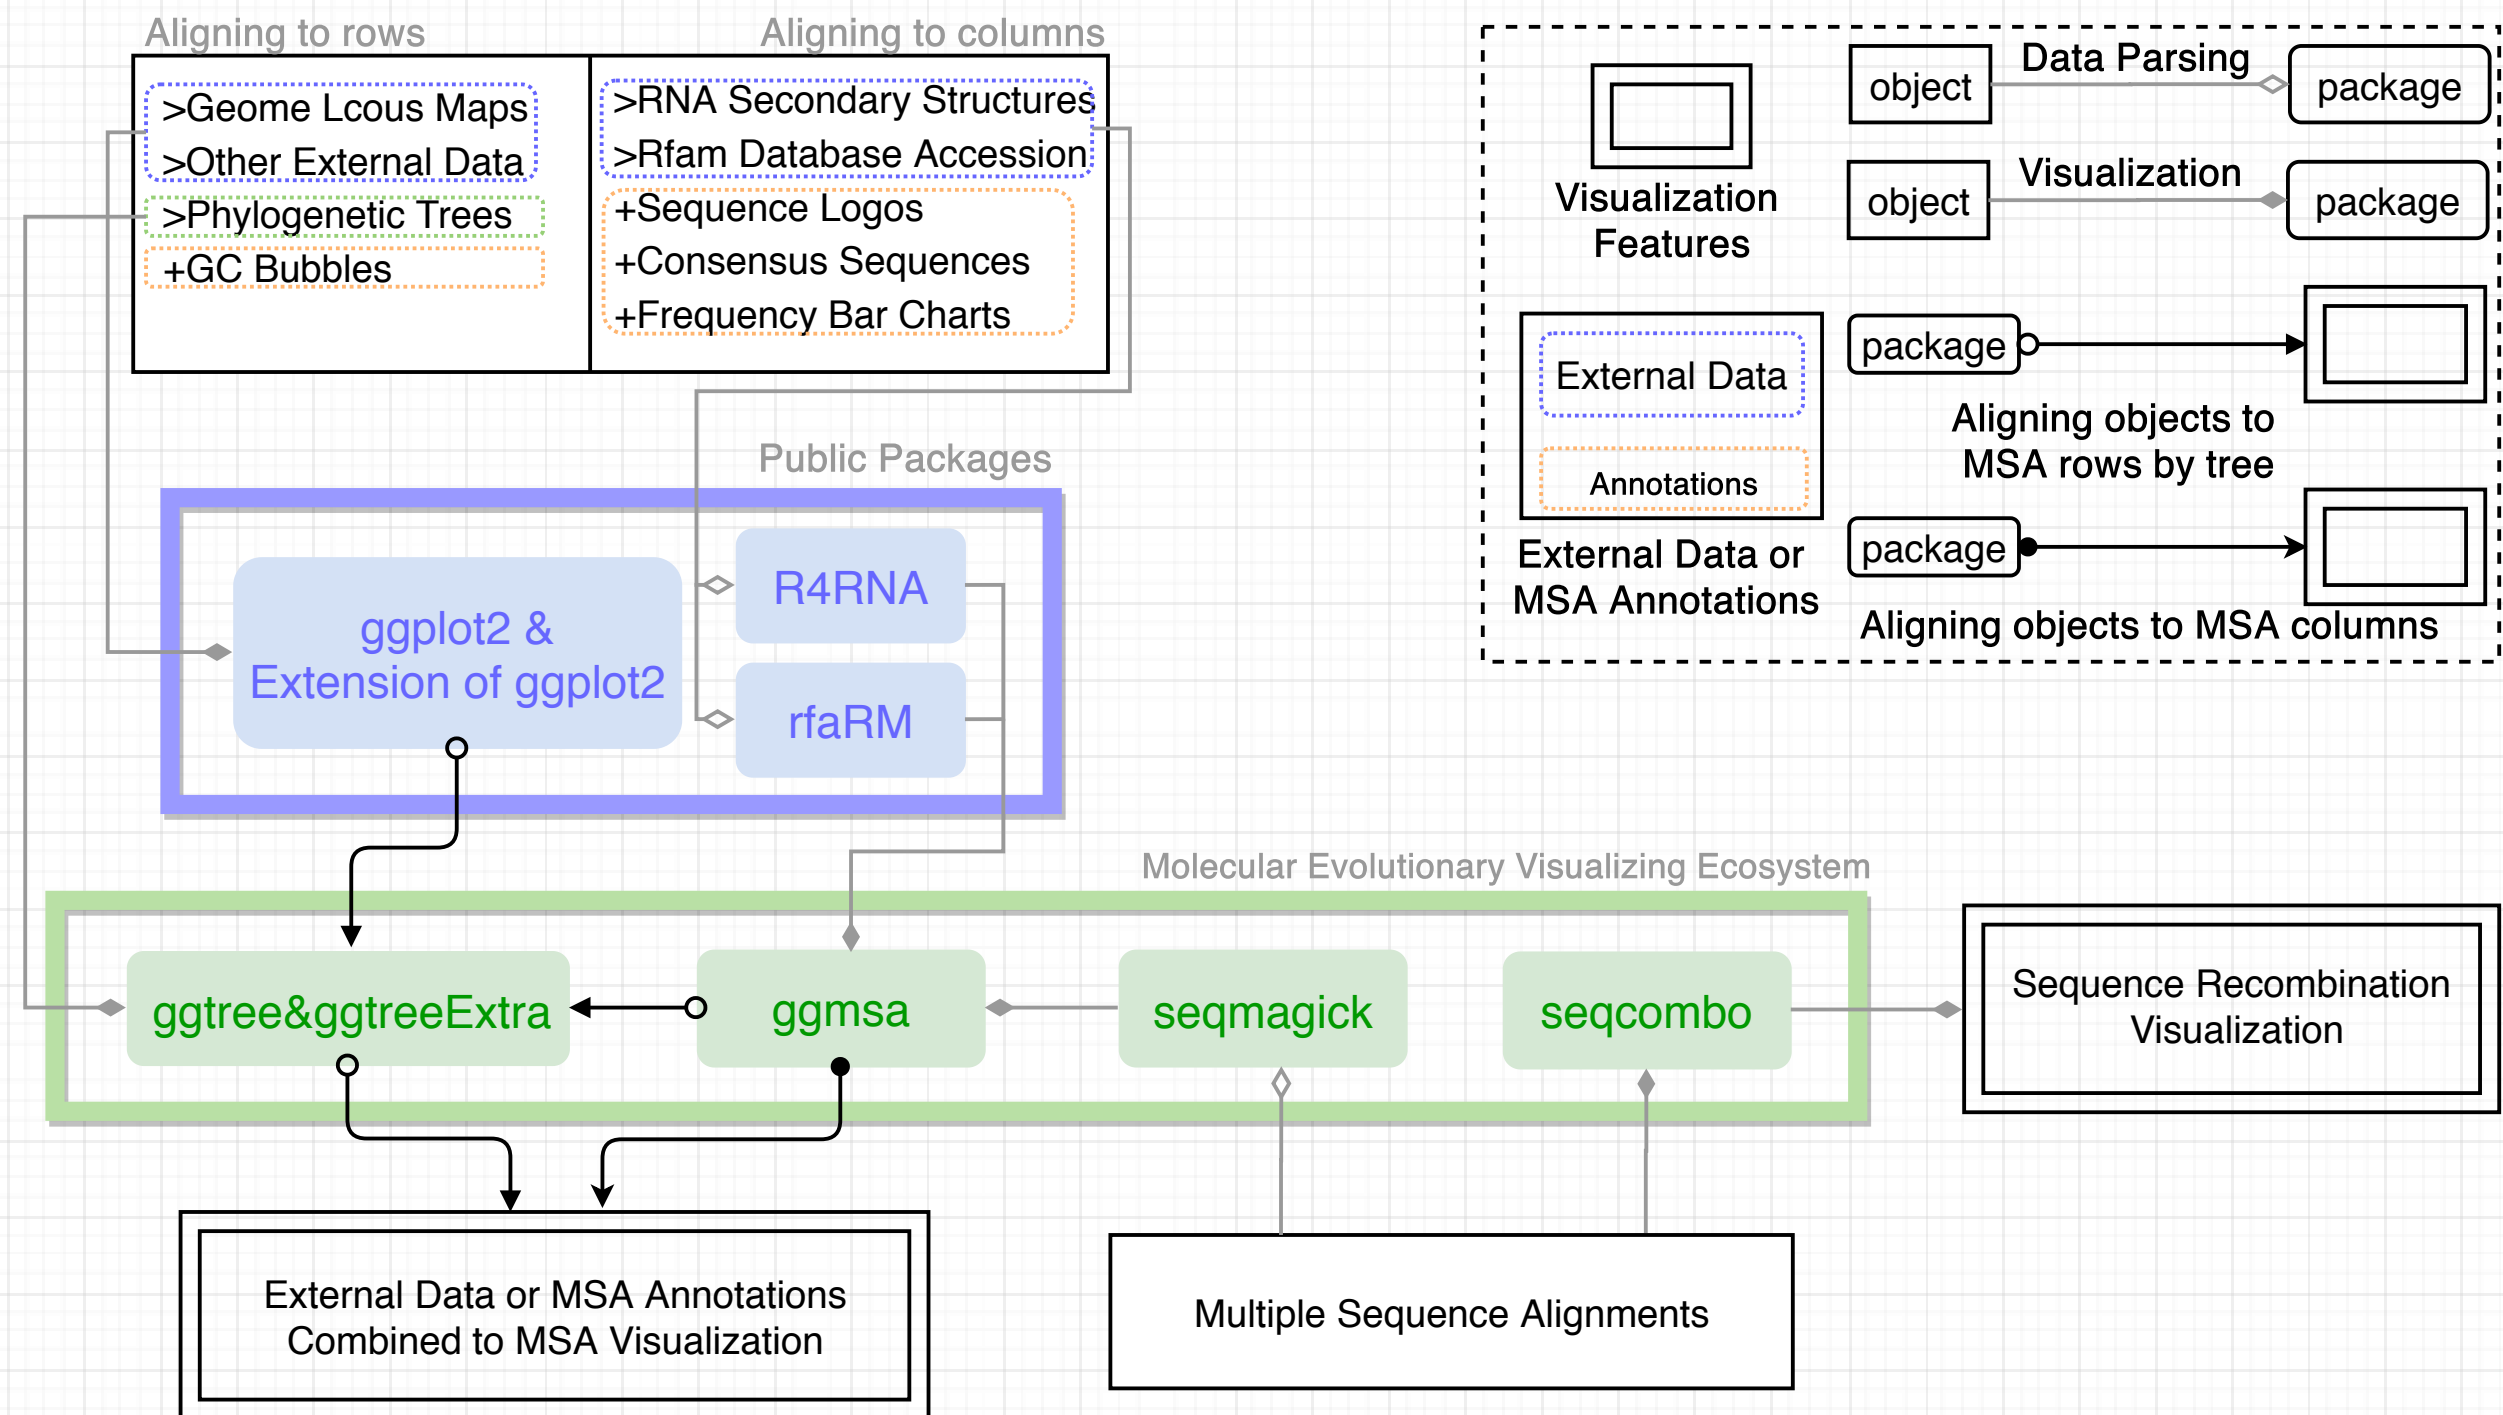 Aligning to rows
Aligning to columns
>Geome Lcous Maps
>Other External Data
>Phylogenetic Trees
+GC Bubbles
>RNA Secondary Structures
>Rfam Database Accession
+Sequence Logos
+Consensus Sequences
+Frequency Bar Charts
Visualization
Features
object
Data Parsing
package
object
Visualization
package
External Data
Annotations
External Data or
MSA Annotations
package
Aligning objects to
MSA rows by tree
package
Aligning objects to MSA columns
Public Packages
ggplot2 &
Extension of ggplot2
R4RNA
rfaRM
Molecular Evolutionary Visualizing Ecosystem
ggtree&ggtreeExtra
ggmsa
seqmagick
seqcombo
Sequence Recombination
Visualization
External Data or MSA Annotations
Combined to MSA Visualization
Multiple Sequence Alignments